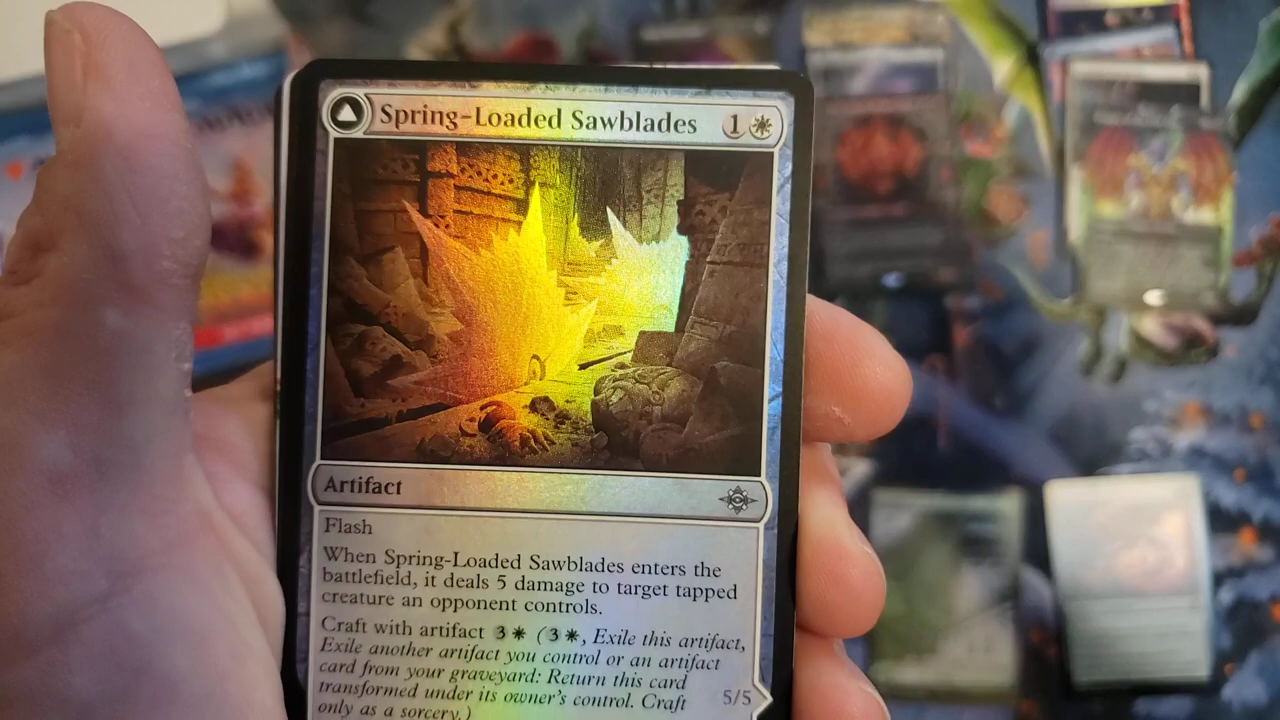 Spring-Loaded Sawblades 1
Artifact
Flash
When Spring-Loaded Sawblades enters the
battlefield, it deals 5 damage to target tapped
creature an opponent controls.
Craft with artifact 3 (3, Exile this artifact,
Exile another artifact you control or an artifact
card from your graveyard: Return this card
transformed under its owner's control. Craft
only as a sorcery.)
5/5